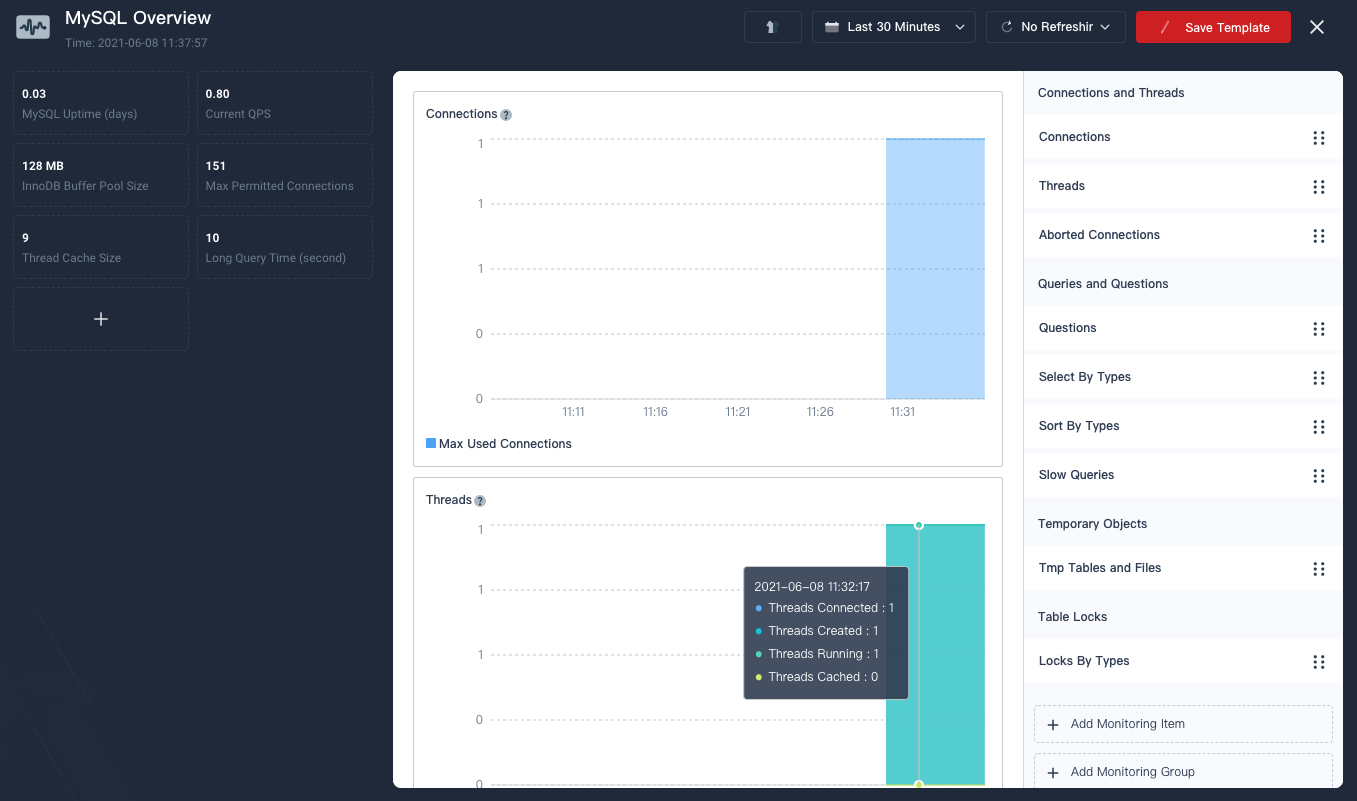 MySQL Overview
Time: 2021-06-08 11:37:57
Last 30 Minutes
No Refreshir
Save Template
0.03
MySQL Uptime (days)
0.80
Current QPS
128 MB
InnoDB Buffer Pool Size
151
Max Permitted Connections
9
Thread Cache Size
10
Long Query Time (second)
Connections ?
1
1
1
0
0
11:11 11:16 11:21 11:26 11:31
Max Used Connections
Threads ?
1
1
1
0
0
2021-06-08 11:32:17
Threads Connected : 1
Threads Created : 1
Threads Running : 1
Threads Cached : 0
Connections and Threads
Connections
Threads
Aborted Connections
Queries and Questions
Questions
Select By Types
Sort By Types
Slow Queries
Temporary Objects
Tmp Tables and Files
Table Locks
Locks By Types
Add Monitoring Item
Add Monitoring Group